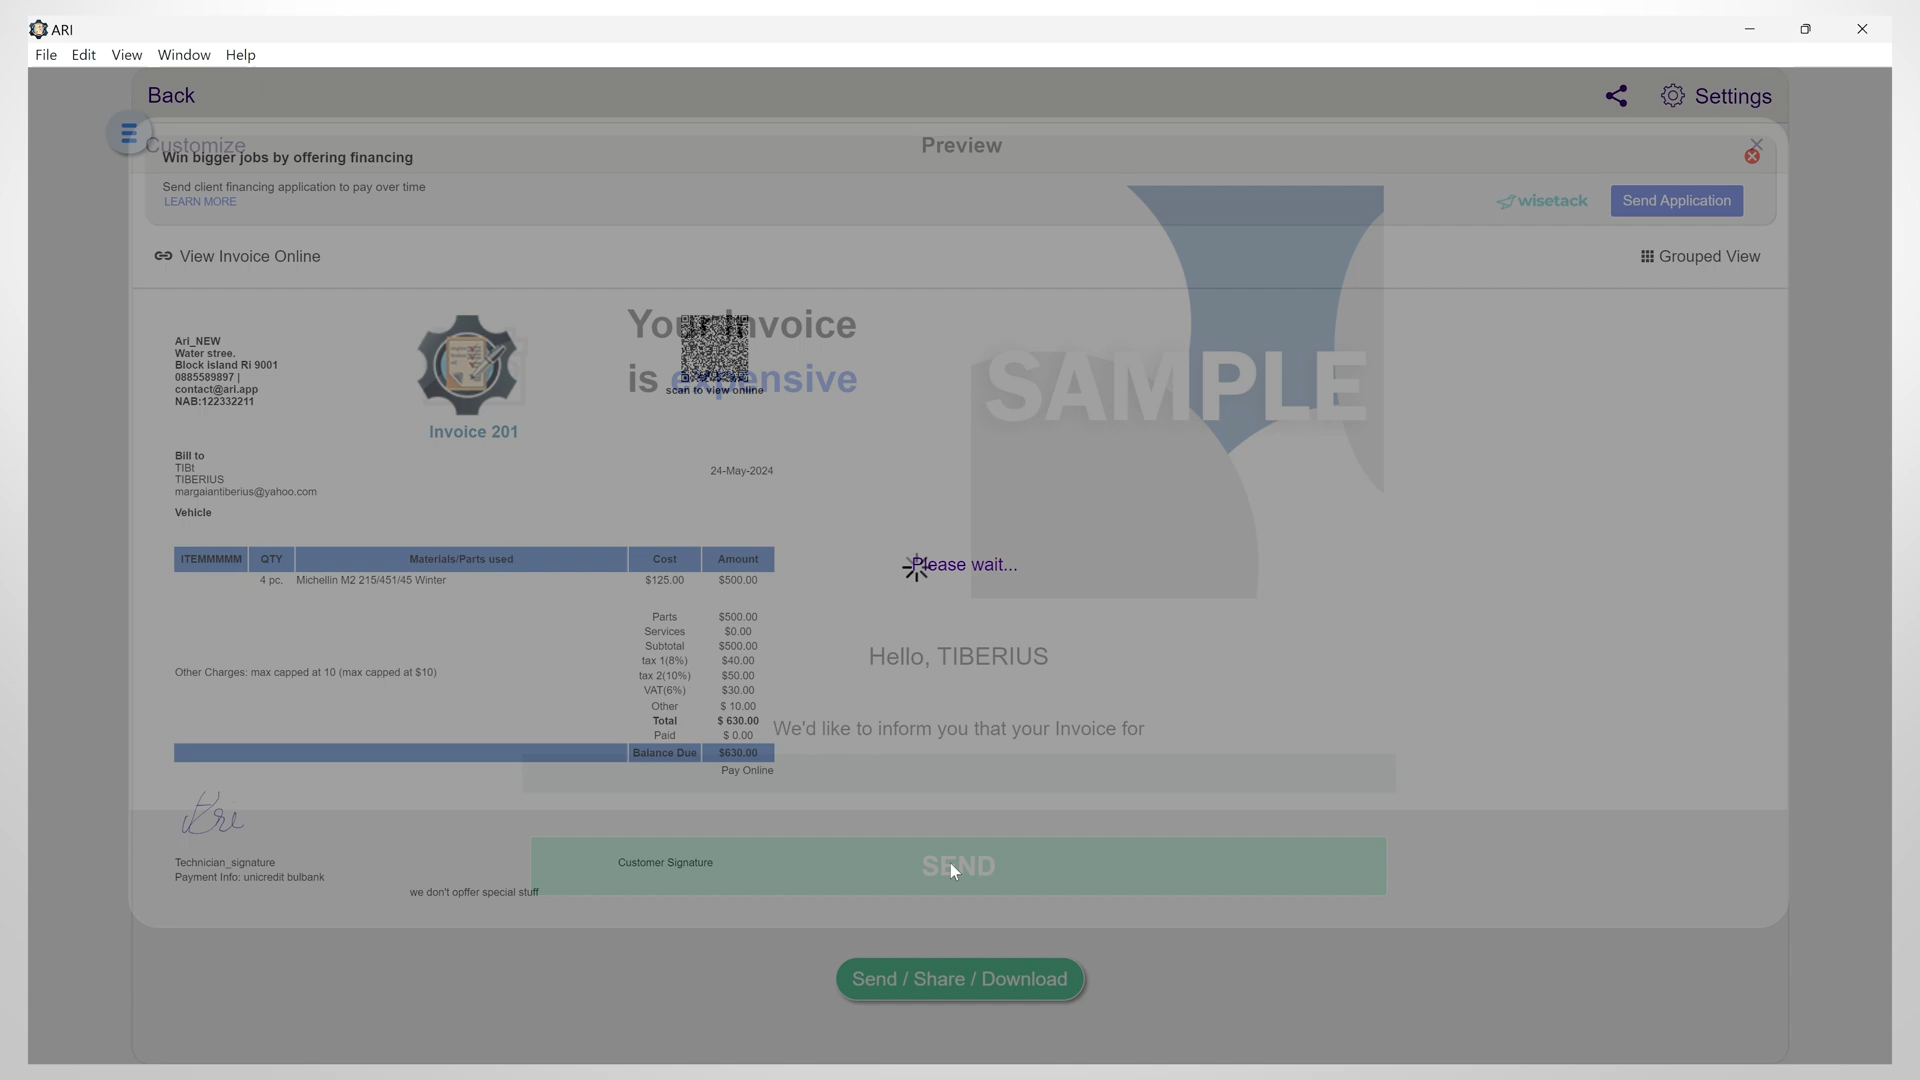 ARI
File Edit View Window Help
Back
Settings
Customize
Preview
Win bigger jobs by offering financing
Send client financing application to pay over time
LEARN MORE
wisetack
Send Application
View Invoice Online
Grouped View
Ari_NEW
Water stree.
Block island Ri 9001
0885589897 |
contact@ari.app
NAB:122332211
Invoice 201
scan to view online
Invoice
is expensive
SAMPLE
Bill to
TIBt
TIBERIUS
margaiantiberius@yahoo.com
24-May-2024
Vehicle
ITEMMMMM QTY Materials/Parts used Cost Amount
4 pc. Michellin M2 215/451/45 Winter $125.00 $500.00
Please wait...
Parts $500.00
Services $0.00
Subtotal $500.00
tax 1(8%) $40.00
Other Charges: max capped at 10 (max capped at $10)
tax 2(10%) $50.00
VAT(6%) $30.00
Other $ 10.00
Total $ 630.00
Paid $ 0.00
Balance Due $630.00
Pay Online
Hello, TIBERIUS
We'd like to inform you that your Invoice for
Technician_signature
Payment Info: unicredit bulbank
Customer Signature
SEND
we don't opffer special stuff
Send / Share / Download